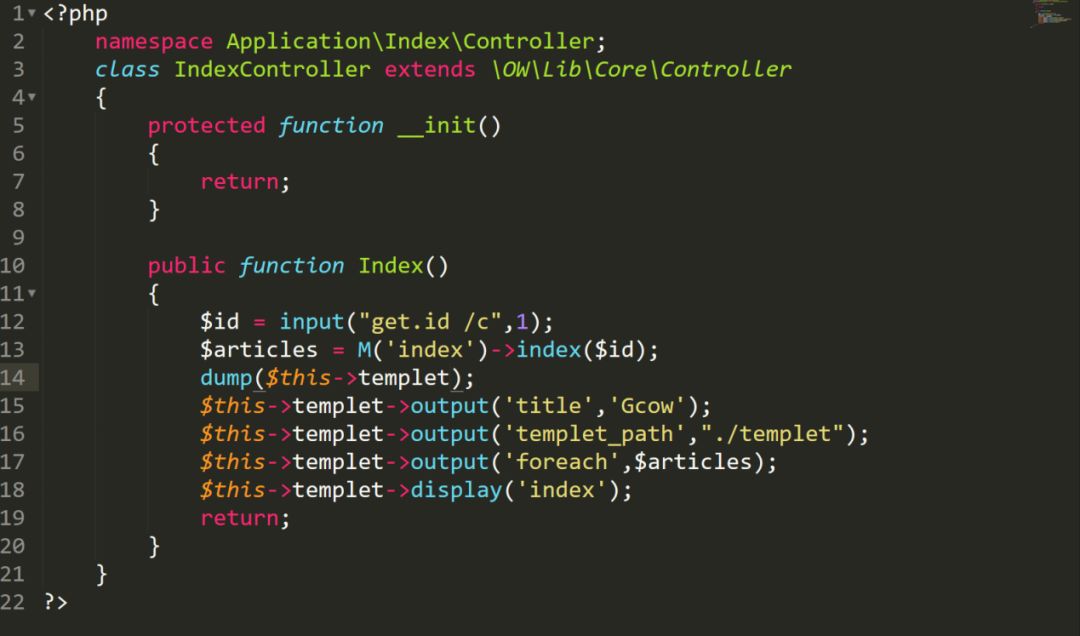 1 <?php
2 namespace Application\Index\Controller;
3 class IndexController extends \OW\Lib\Core\Controller
4 {
5 protected function __init()
6 {
7 return;
8 }
9
10 public function Index()
11 {
12 $id = input("get.id /c",1);
13 $articles = M('index')->index($id);
14 dump($this->templet);
15 $this->templet->output('title','Gcow');
16 $this->templet->output('templet_path',"./templet");
17 $this->templet->output('foreach',$articles);
18 $this->templet->display('index');
19 return;
20 }
21 }
22 ?>